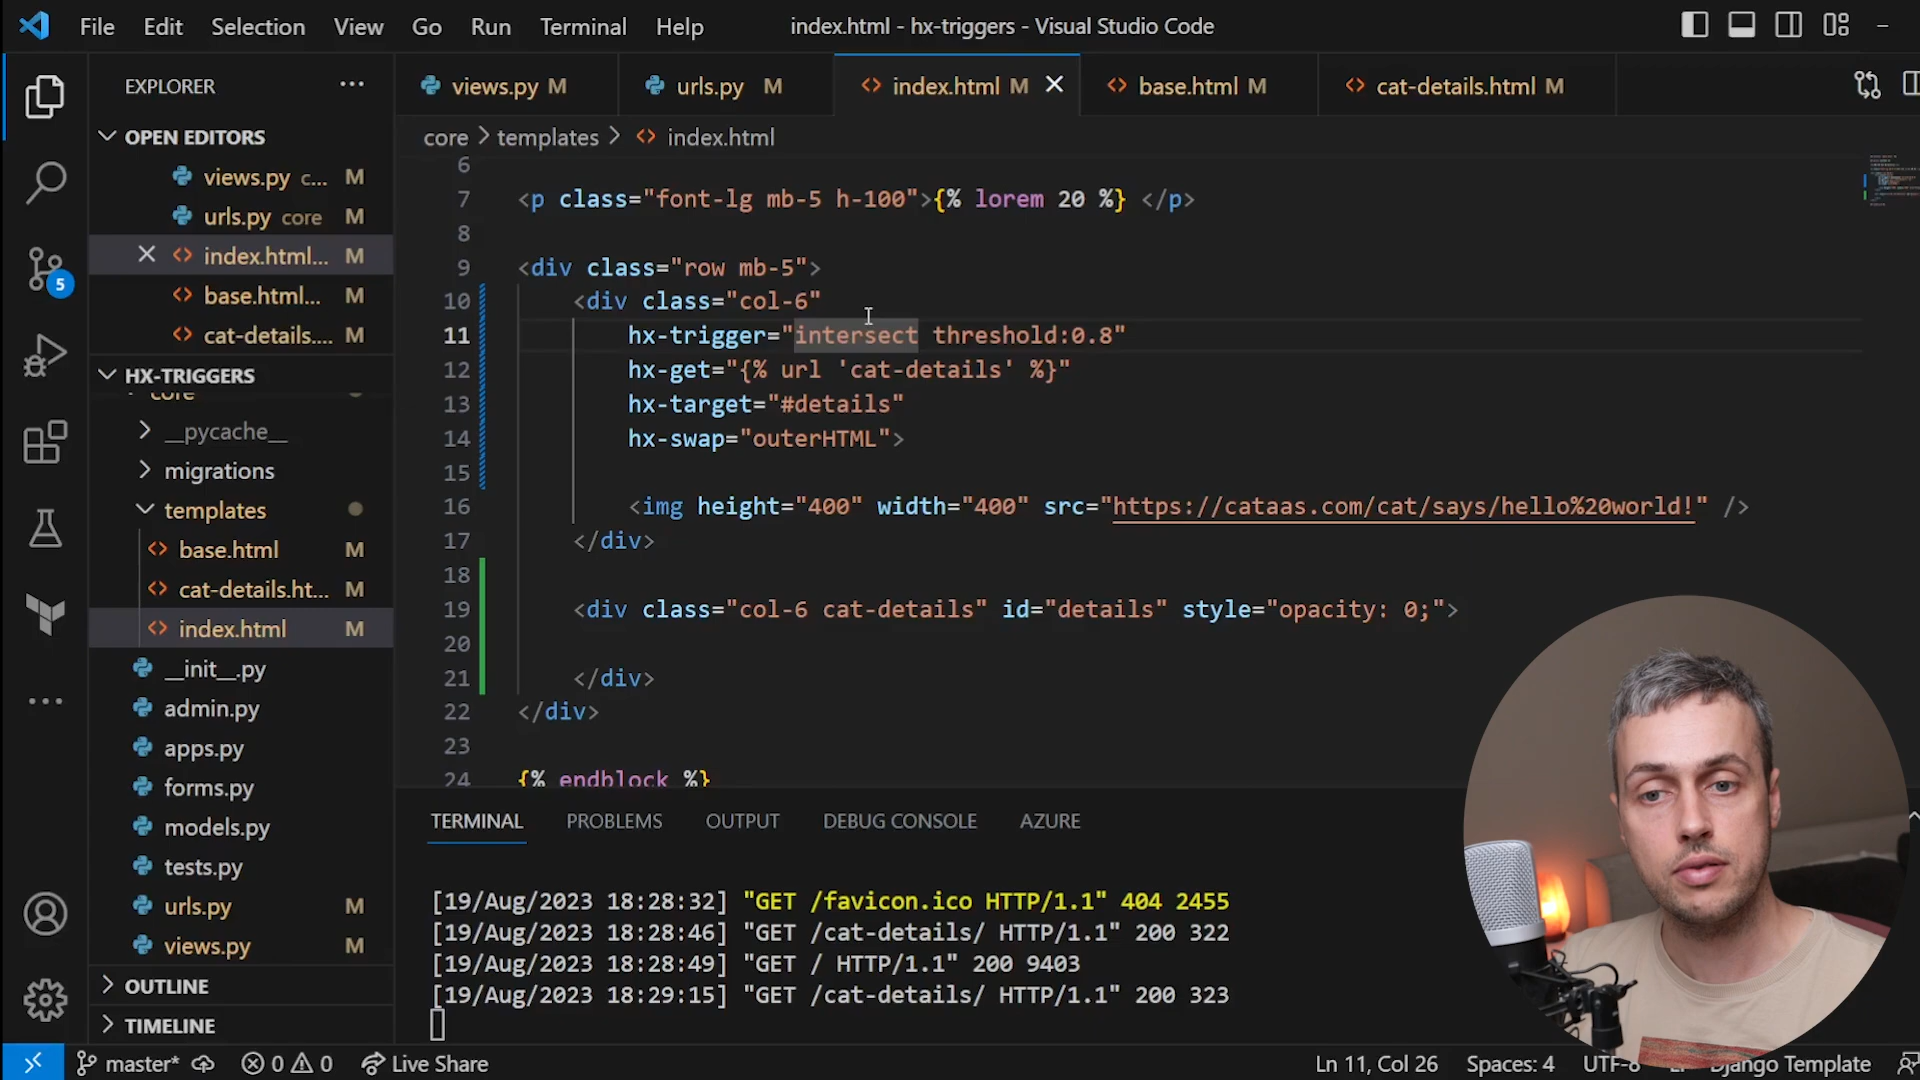 File Edit Selection View Go Run Terminal Help index.html - hx-triggers - Visual Studio Code
EXPLORER
OPEN EDITORS
views.py c... M
urls.py core M
index.html... M
base.html... M
cat-details.... M
HX-TRIGGERS
core
__pycache__
migrations
templates
base.html M
cat-details.ht... M
index.html M
__init__.py
admin.py
apps.py
forms.py
models.py
tests.py
urls.py M
views.py M
OUTLINE
TIMELINE
5
views.py M urls.py M index.html M base.html M cat-details.html M
core > templates > index.html
6
7 <p class="font-lg mb-5 h-100">{% lorem 20 %} </p>
8
9 <div class="row mb-5">
10 <div class="col-6"
11 hx-trigger="intersect threshold:0.8"
12 hx-get="{% url 'cat-details' %}"
13 hx-target="#details"
14 hx-swap="outerHTML">
15
16 <img height="400" width="400" src="https://cataas.com/cat/says/hello%20world!" />
17 </div>
18
19 <div class="col-6 cat-details" id="details" style="opacity: 0;">
20
21 </div>
22 </div>
23
24 {% endblock %}
TERMINAL PROBLEMS OUTPUT DEBUG CONSOLE AZURE
[19/Aug/2023 18:28:32] "GET /favicon.ico HTTP/1.1" 404 2455
[19/Aug/2023 18:28:46] "GET /cat-details/ HTTP/1.1" 200 322
[19/Aug/2023 18:28:49] "GET / HTTP/1.1" 200 9403
[19/Aug/2023 18:29:15] "GET /cat-details/ HTTP/1.1" 200 323
master* 0 0 Live Share Ln 11, Col 26 Spaces: 4 UTF-8 Django Template